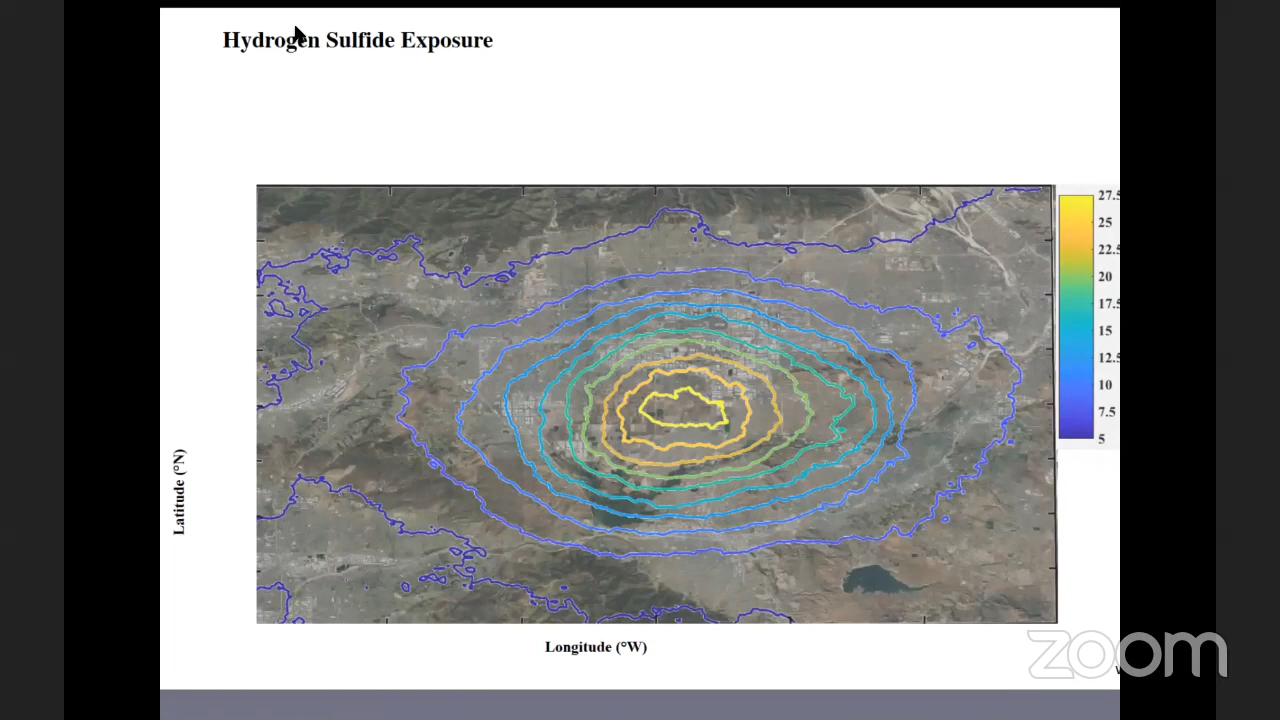 Hydrogen Sulfide Exposure
27.5
25
22.5
20
17.5
15
12.5
10
7.5
5
Latitude (°N)
Longitude (°W)
zoom